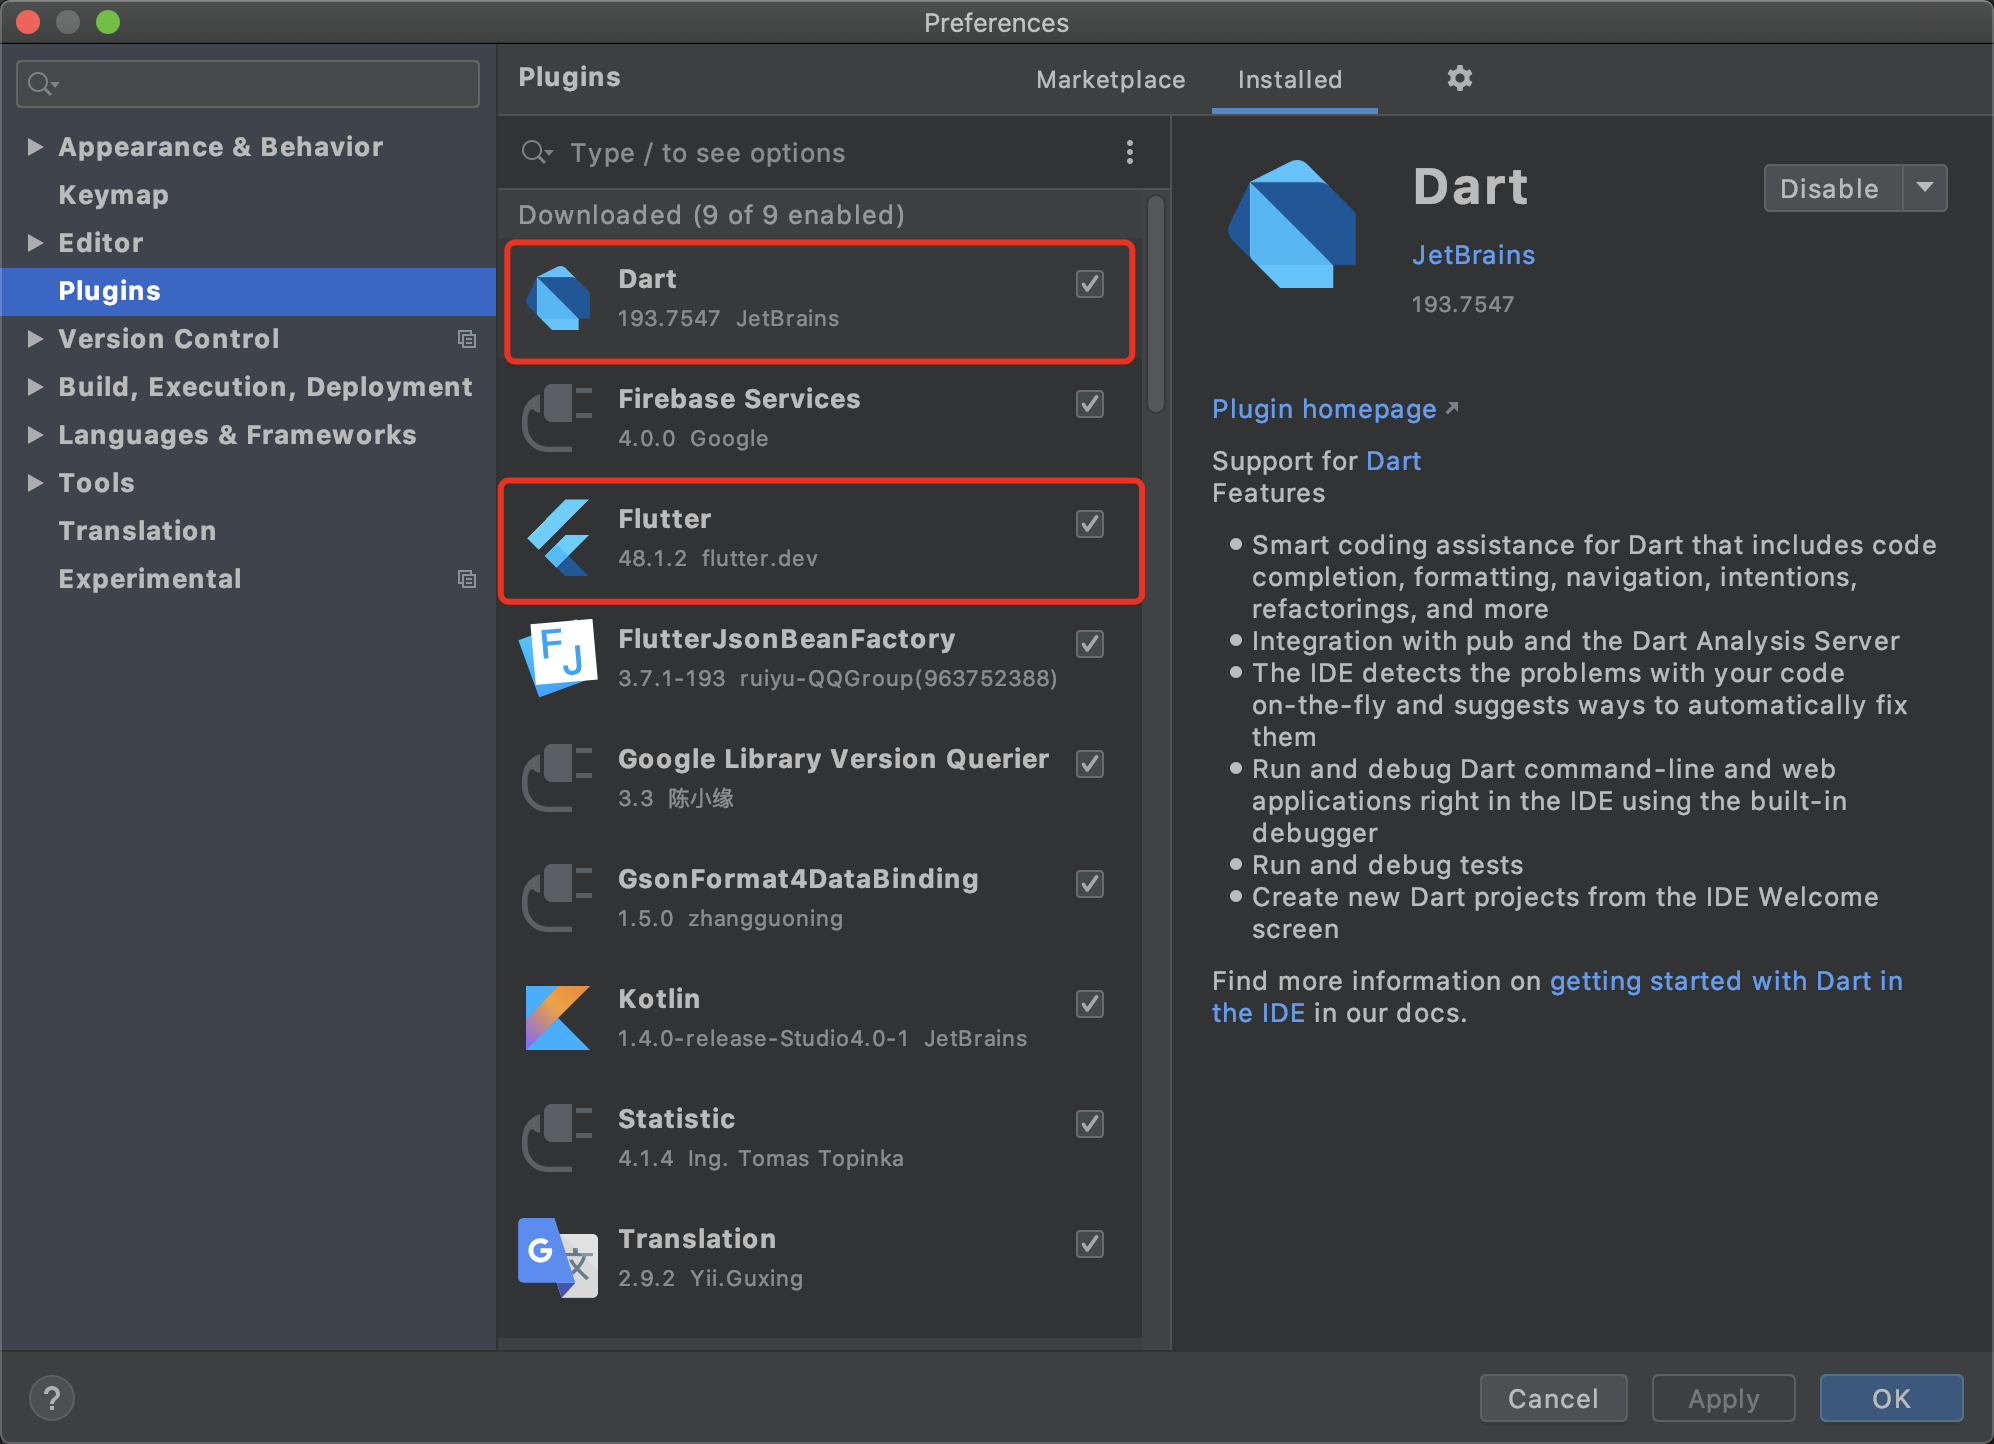 Preferences
Plugins
Marketplace
Installed
Appearance & Behavior
Keymap
Editor
Plugins
Version Control
Build, Execution, Deployment
Languages & Frameworks
Tools
Translation
Experimental
Type / to see options
Downloaded (9 of 9 enabled)
Dart
193.7547 JetBrains
Firebase Services
4.0.0 Google
Flutter
48.1.2 flutter.dev
F
J
FlutterJsonBeanFactory
3.7.1-193 ruiyu-QQGroup(963752388)
Google Library Version Querier
3.3 陈小缘
GsonFormat4DataBinding
1.5.0 zhangguoning
Kotlin
1.4.0-release-Studio4.0-1 JetBrains
Statistic
4.1.4 Ing. Tomas Topinka
G
文
Translation
2.9.2 Yii.Guxing
Dart
Disable
JetBrains
193.7547
Plugin homepage
Support for Dart
Features
Smart coding assistance for Dart that includes code
completion, formatting, navigation, intentions,
refactorings, and more
Integration with pub and the Dart Analysis Server
The IDE detects the problems with your code
on-the-fly and suggests ways to automatically fix
them
Run and debug Dart command-line and web
applications right in the IDE using the built-in
debugger
Run and debug tests
Create new Dart projects from the IDE Welcome
screen
Find more information on getting started with Dart in
the IDE in our docs.
?
Cancel
Apply
OK